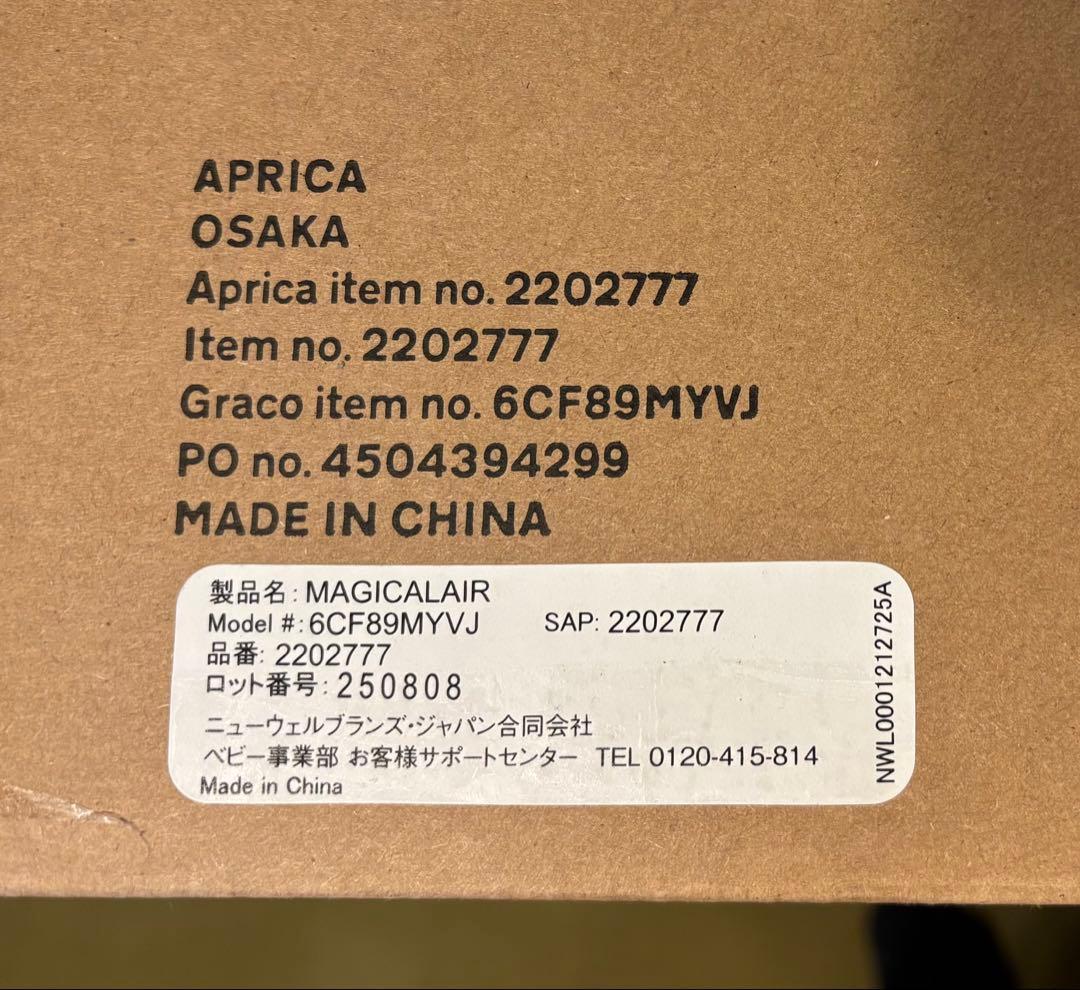 APRICA
OSAKA
Aprica item no. 2202777
Item no. 2202777
Graco item no. 6CF89MYVJ
PO no. 4504394299
MADE IN CHINA
製品名: MAGICALAIR
Model #: 6CF89MYVJ SAP: 2202777
品番: 2202777
ロット番号: 250808
ニューウェルブランズ・ジャパン合同会社
ベビー事業部 お客様サポートセンター TEL 0120-415-814
Made in China
NWL0001212725A